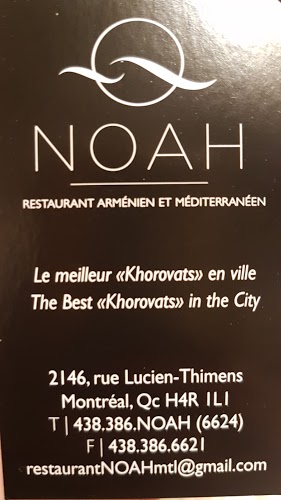 NOAH
RESTAURANT ARMÉNIEN ET MÉDITERRANÉEN
Le meilleur «Khorovats» en ville
The Best «Khorovats» in the City
2146, rue Lucien-Thimens
Montréal, Qc H4R 1L1
T | 438.386.NOAH (6624)
F | 438.386.6621
restaurantNOAHmtl@gmail.com